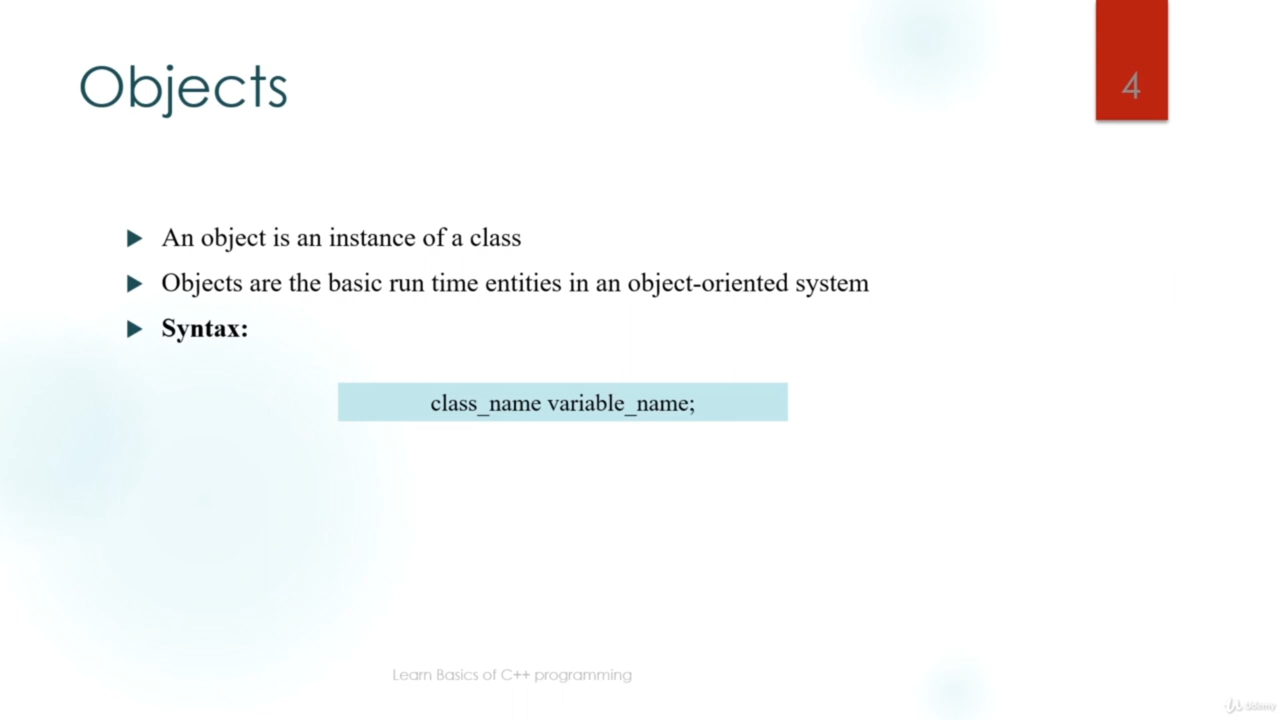 Objects
4
An object is an instance of a class
Objects are the basic run time entities in an object-oriented system
Syntax:
class_name variable_name;
Learn Basics of C++ programming
Udemy